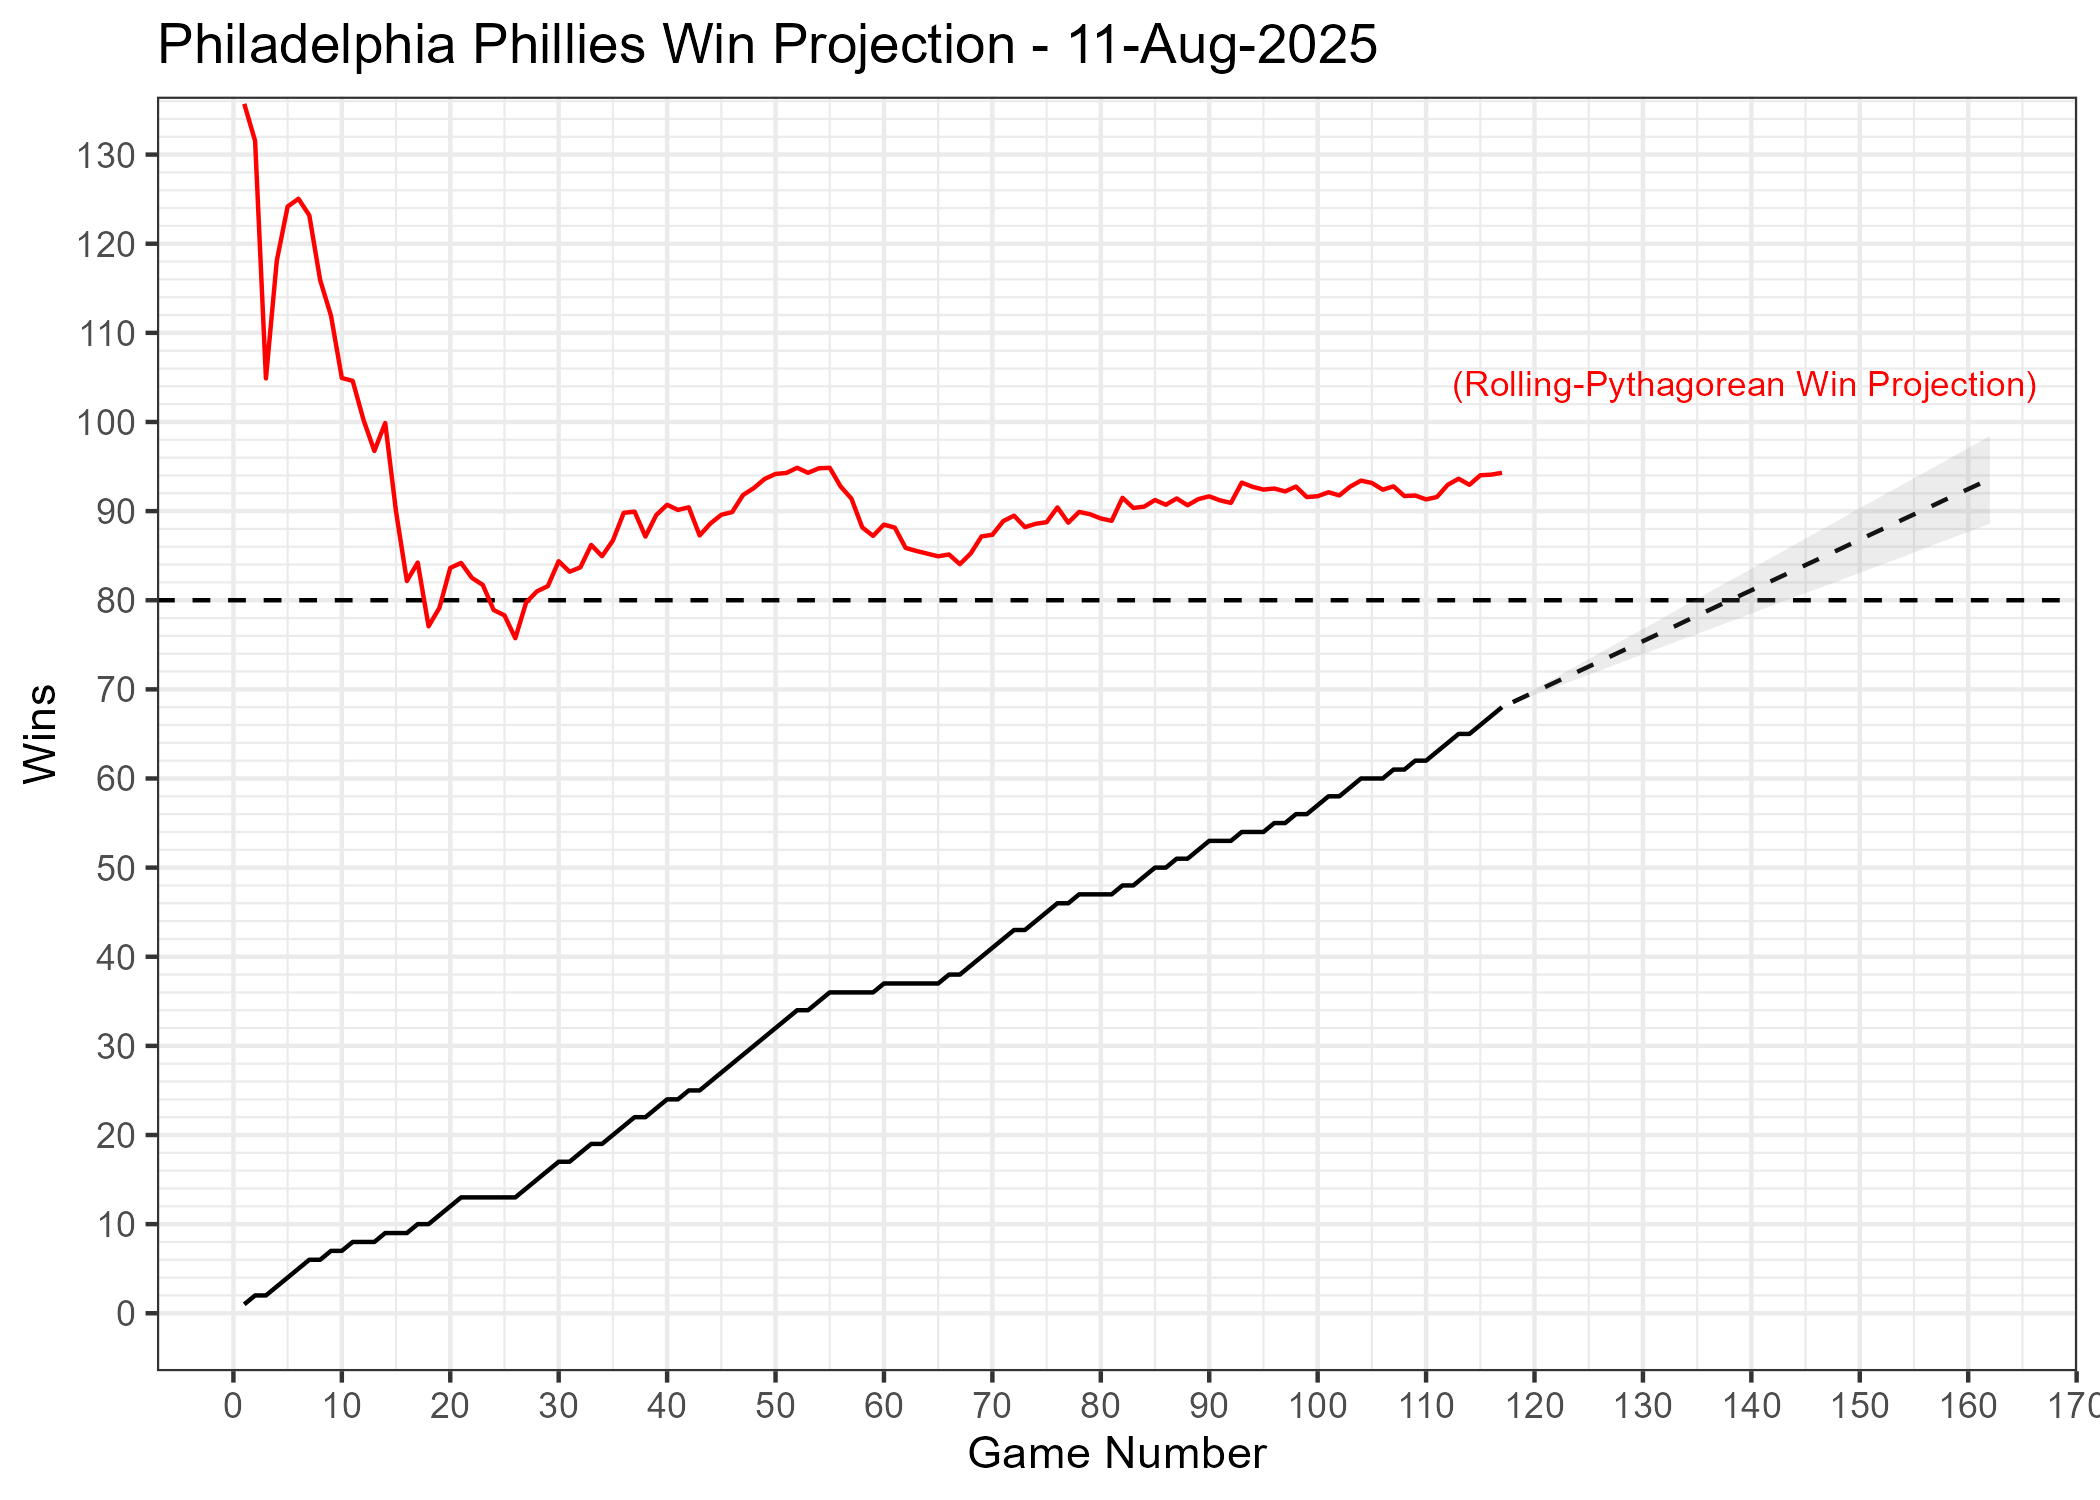 Philadelphia Phillies Win Projection - 11-Aug-2025
130
120
110
(Rolling-Pythagorean Win Projection)
100
90
80
70
Wins
60
50
40
30
20
10
0
0 10 20 30 40 50 60 70 80 90 100 110 120 130 140 150 160 170
Game Number